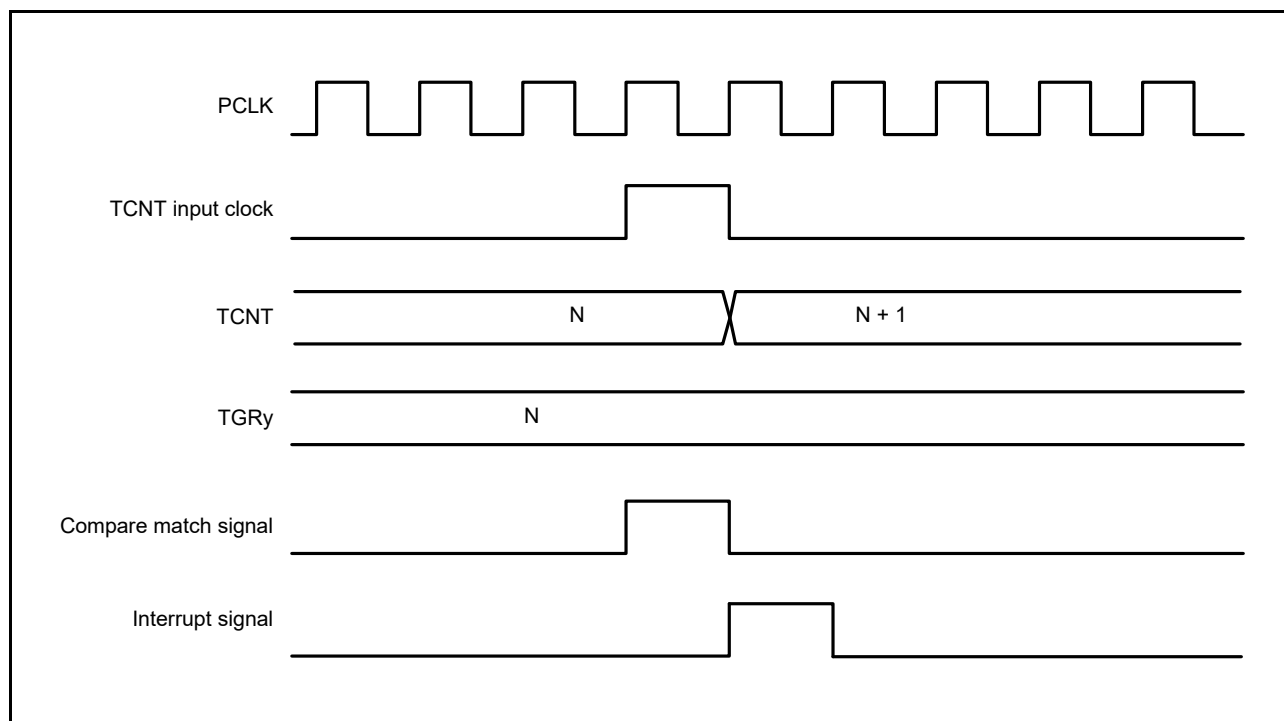 PCLK
TCNT input clock
TCNT
N
N + 1
TGRy
N
Compare match signal
Interrupt signal